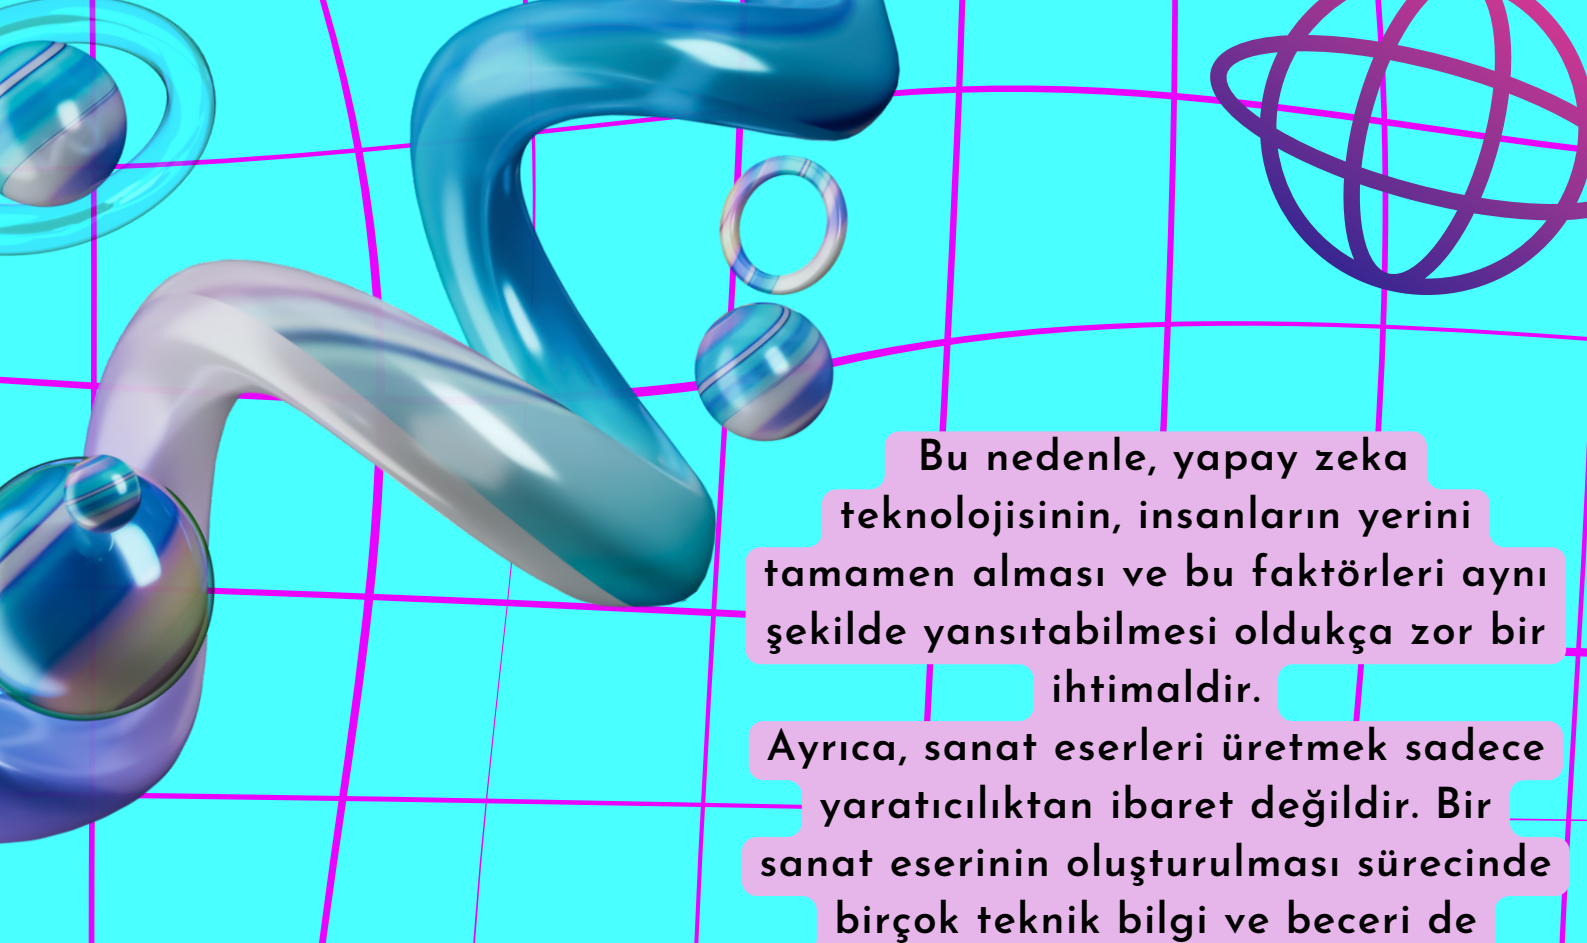 Bu nedenle, yapay zeka
teknolojisinin, insanların yerini
tamamen alması ve bu faktörleri aynı
şekilde yansıtabilmesi oldukça zor bir
ihtimaldir.
Ayrıca, sanat eserleri üretmek sadece
yaratıcılıktan ibaret değildir. Bir
sanat eserinin oluşturulması sürecinde
birçok teknik bilgi ve beceri de